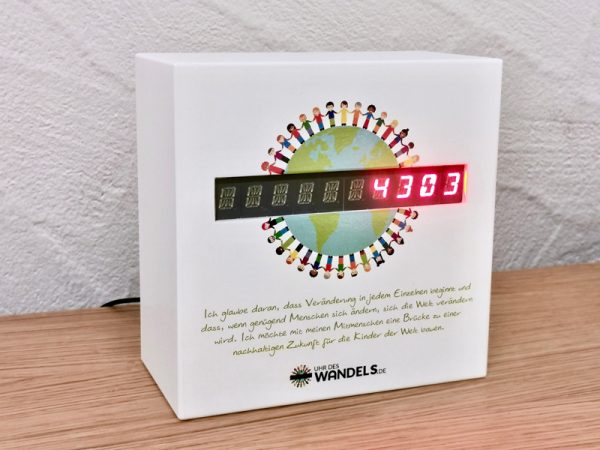 4303
Ich glaube daran, dass Veränderung in jedem Einzelnen beginnt und
dass, wenn genügend Menschen sich ändern, sich die Welt verändern
wird. Ich möchte mit meinen Mitmenschen eine Brücke zu einer
nachhaltigen Zukunft für die Kinder der Welt bauen.
UHR DES
WANDELS.DE